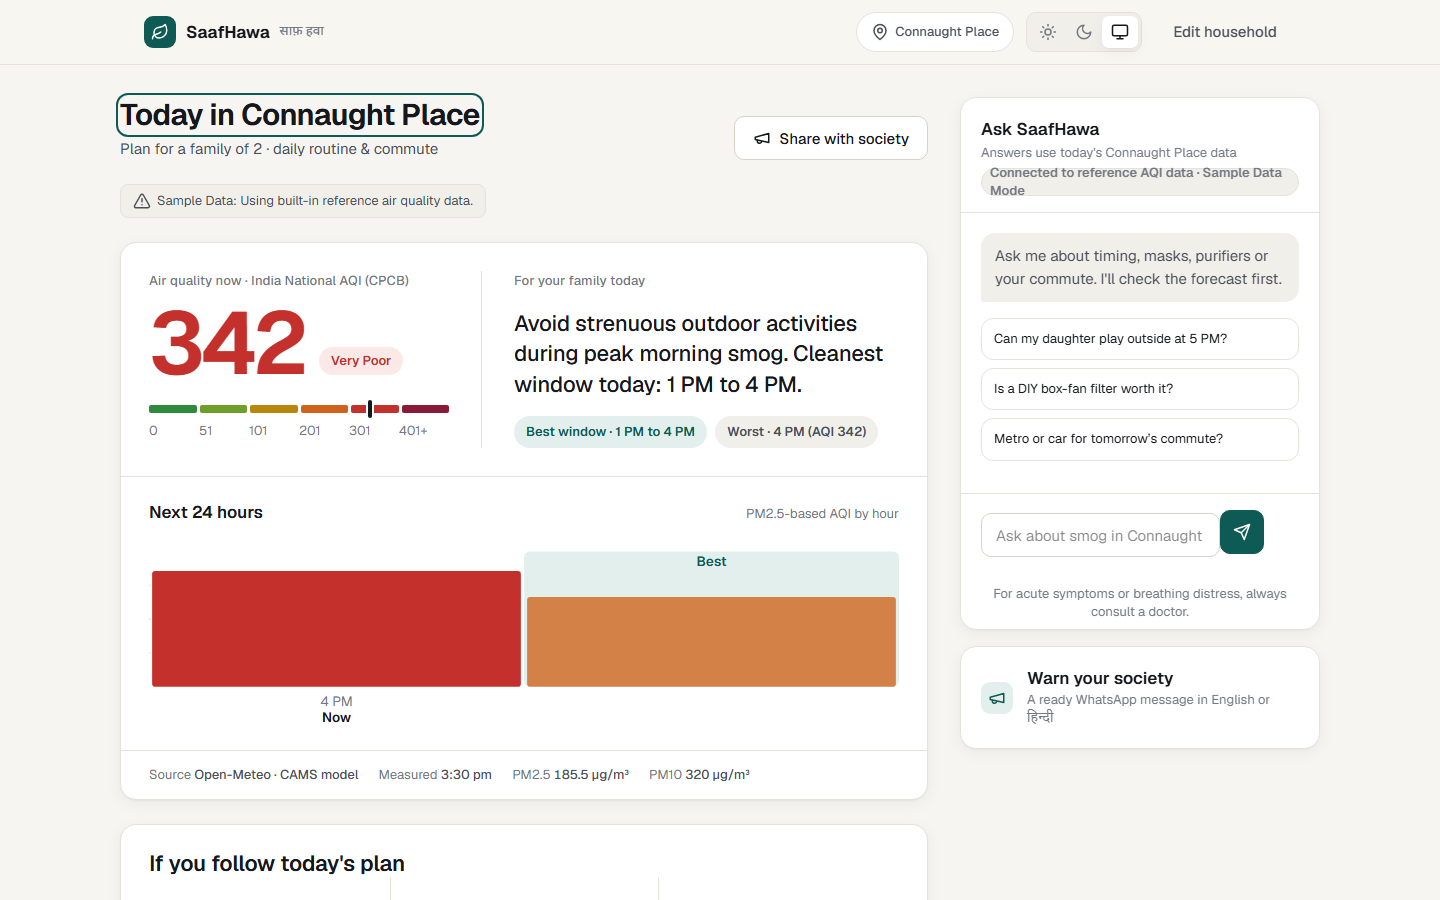 SaafHawa साफ़ हवा
Connaught Place
Edit household
Today in Connaught Place
Plan for a family of 2 · daily routine & commute
Share with society
Sample Data: Using built-in reference air quality data.
Air quality now · India National AQI (CPCB)
342
Very Poor
0 51 101 201 301 401+
For your family today
Avoid strenuous outdoor activities
during peak morning smog. Cleanest
window today: 1 PM to 4 PM.
Best window · 1 PM to 4 PM
Worst · 4 PM (AQI 342)
Next 24 hours
PM2.5-based AQI by hour
Best
4 PM
Now
Source Open-Meteo · CAMS model Measured 3:30 pm PM2.5 185.5 µg/m³ PM10 320 µg/m³
If you follow today's plan
Ask SaafHawa
Answers use today's Connaught Place data
Connected to reference AQI data · Sample Data
Mode
Ask me about timing, masks, purifiers or
your commute. I'll check the forecast first.
Can my daughter play outside at 5 PM?
Is a DIY box-fan filter worth it?
Metro or car for tomorrow's commute?
Ask about smog in Connaught
For acute symptoms or breathing distress, always
consult a doctor.
Warn your society
A ready WhatsApp message in English or
हिन्दी